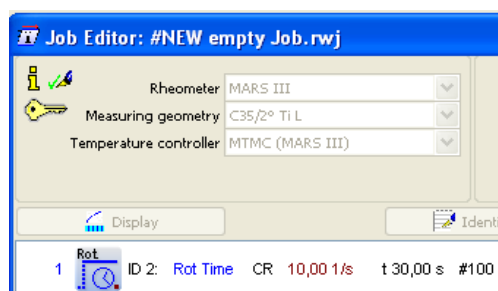 Job Editor: #NEW empty Job.rwj
Rheometer MARS III
Measuring geometry C35/2° Ti L
Temperature controller MTMC (MARS III)
Display Identi
1 Rot ID 2: Rot Time CR 10,00 1/s t 30,00 s #100